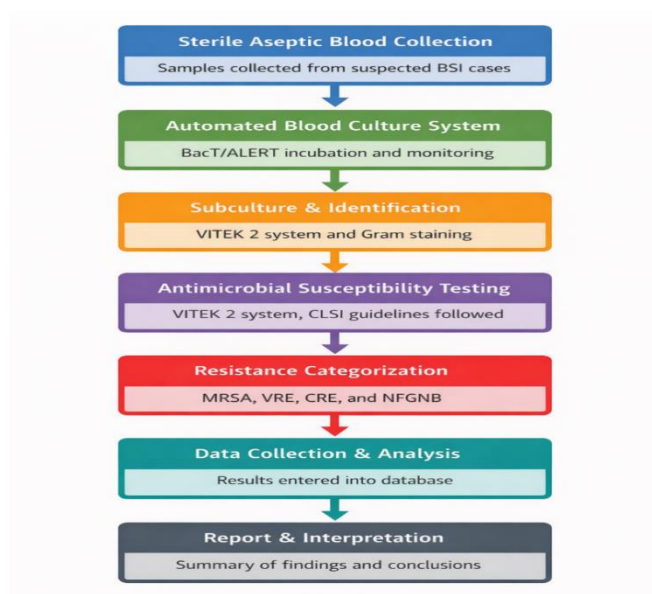 Sterile Aseptic Blood Collection
Samples collected from suspected BSI cases
Automated Blood Culture System
BacT/ALERT incubation and monitoring
Subculture & Identification
VITEK 2 system and Gram staining
Antimicrobial Susceptibility Testing
VITEK 2 system, CLSI guidelines followed
Resistance Categorization
MRSA, VRE, CRE, and NFGNB
Data Collection & Analysis
Results entered into database
Report & Interpretation
Summary of findings and conclusions